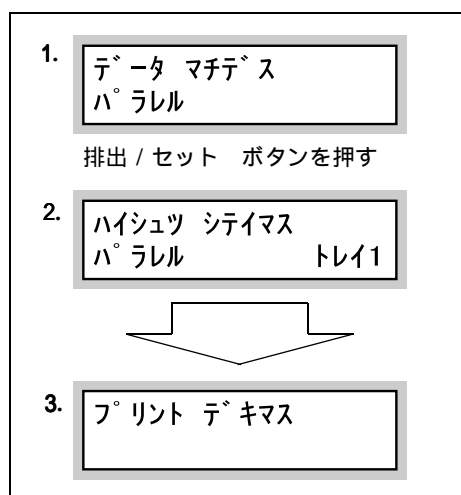 1.
データ マチデス
パラレル
排出 / セット ボタンを押す
2.
ハイシュツ シテイマス
パラレル トレイ1
3.
プリント デキマス